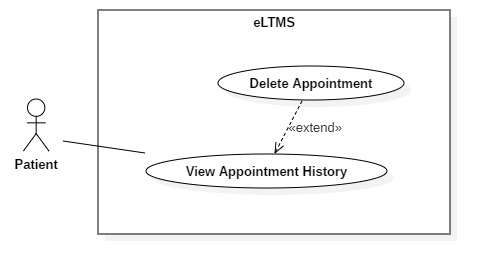 eLTMS
Delete Appointment
«extend»
Patient
View Appointment History